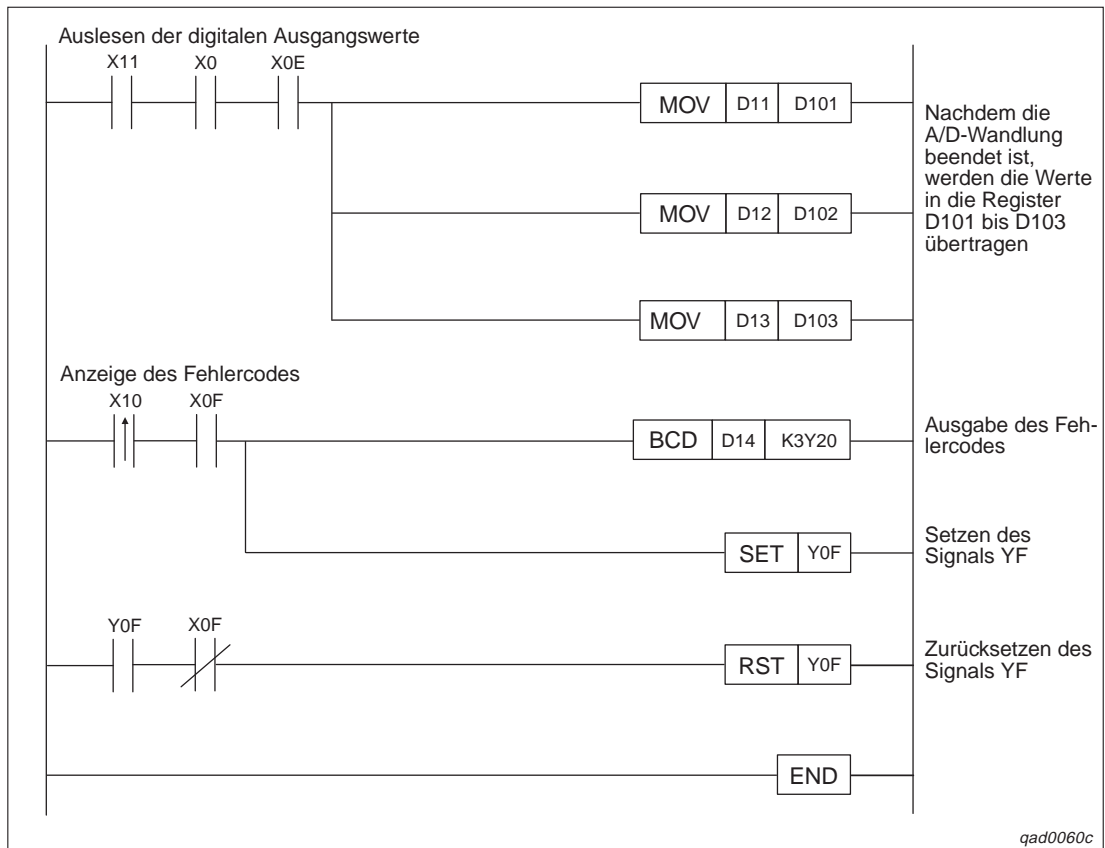 Auslesen der digitalen Ausgangswerte
X11 X0 X0E
MOV D11 D101
Nachdem die
A/D-Wandlung
beendet ist,
werden die Werte
in die Register
D101 bis D103
übertragen
MOV D12 D102
MOV D13 D103
Anzeige des Fehlercodes
X10 X0F
BCD D14 K3Y20
Ausgabe des Feh-
lercodes
SET Y0F
Setzen des
Signals YF
Y0F X0F
RST Y0F
Zurücksetzen des
Signals YF
END
qad0060c